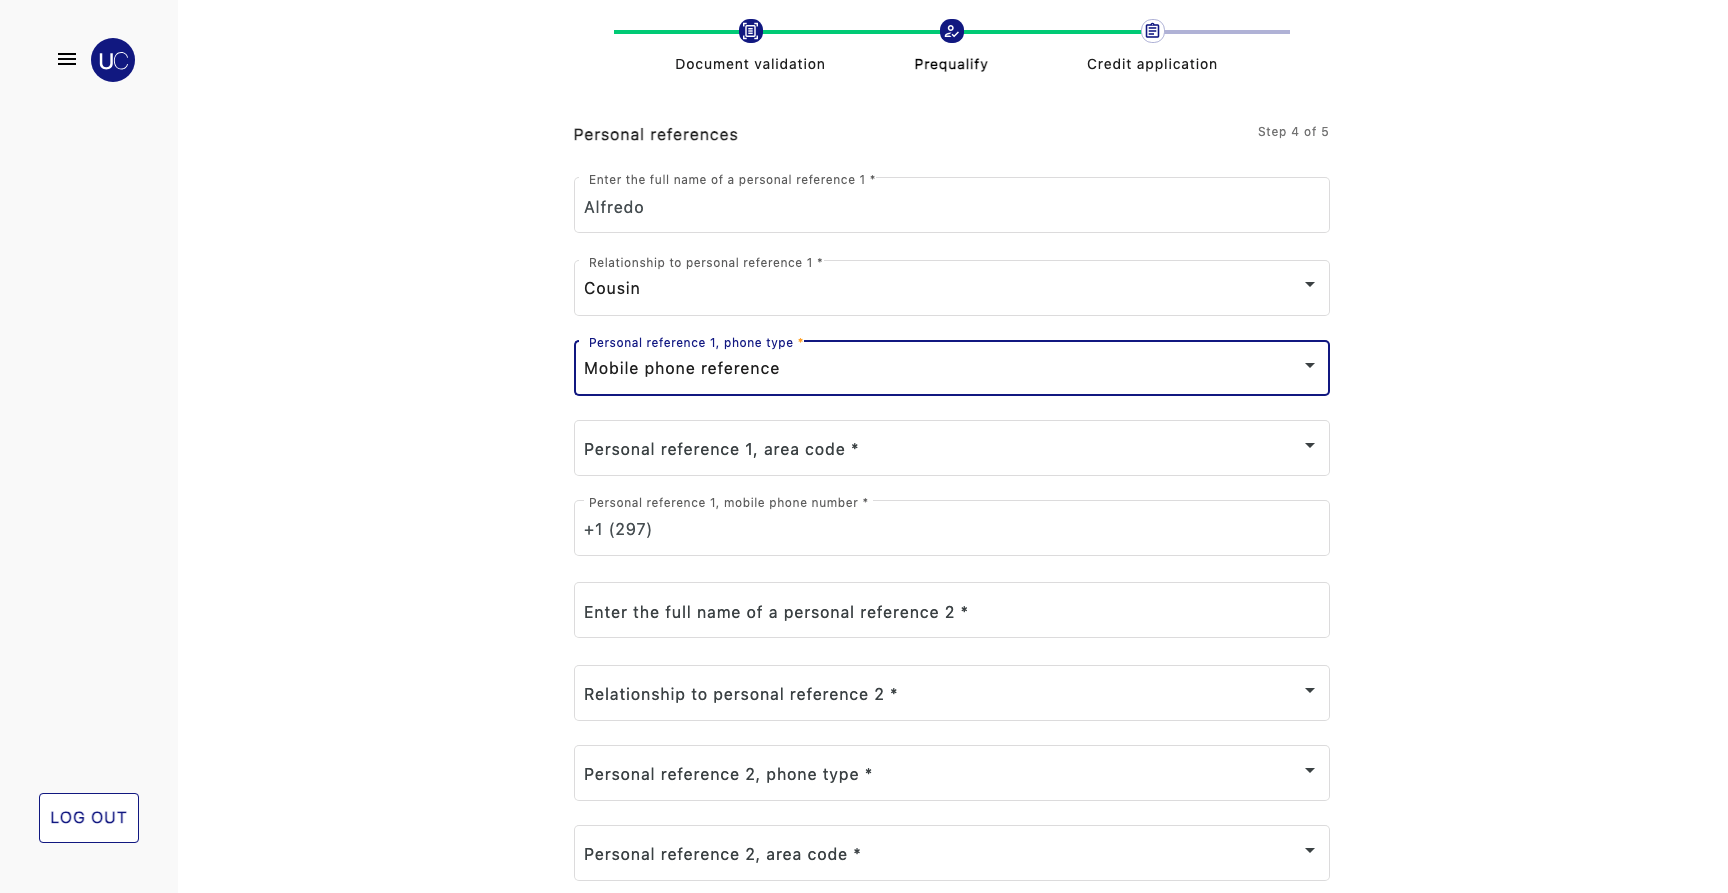 UC
Document validation
Prequalify
Credit application
Personal references
Step 4 of 5
Enter the full name of a personal reference 1 *
Alfredo
Relationship to personal reference 1 *
Cousin
Personal reference 1, phone type *
Mobile phone reference
Personal reference 1, area code *
Personal reference 1, mobile phone number *
+1 (297)
Enter the full name of a personal reference 2 *
Relationship to personal reference 2 *
Personal reference 2, phone type *
Personal reference 2, area code *
LOG OUT